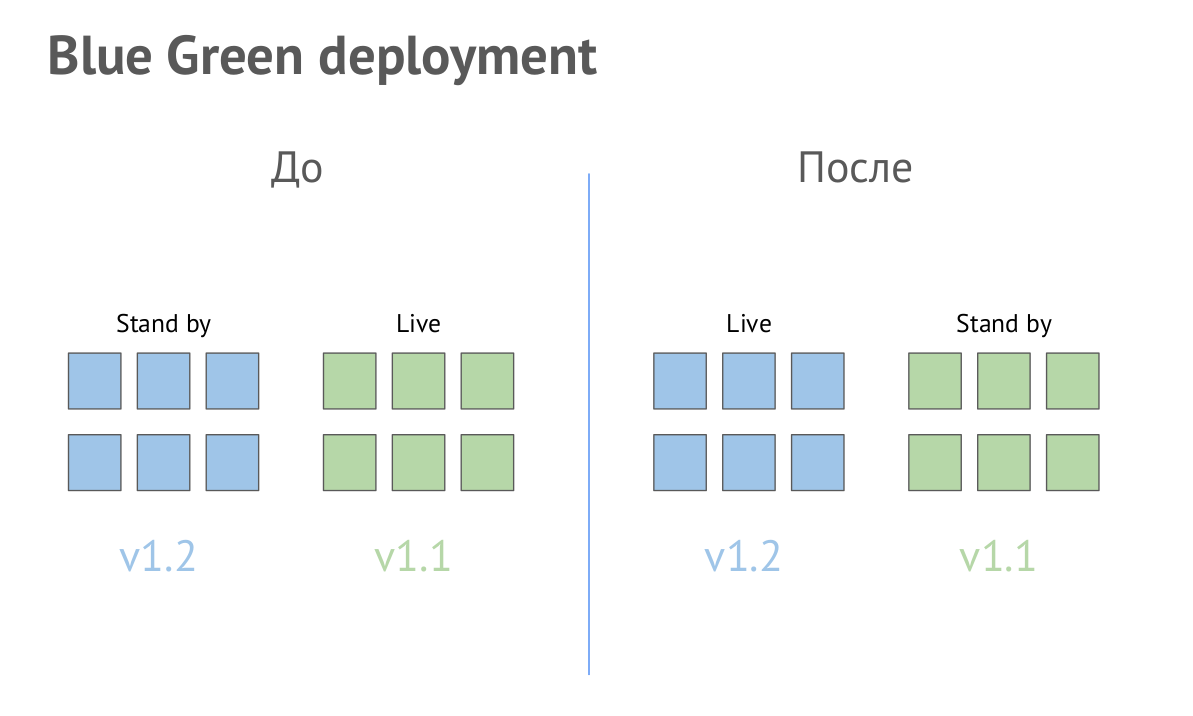 Blue Green deployment
До
После
Stand by
Live
Live
Stand by
v1.2
v1.1
v1.2
v1.1